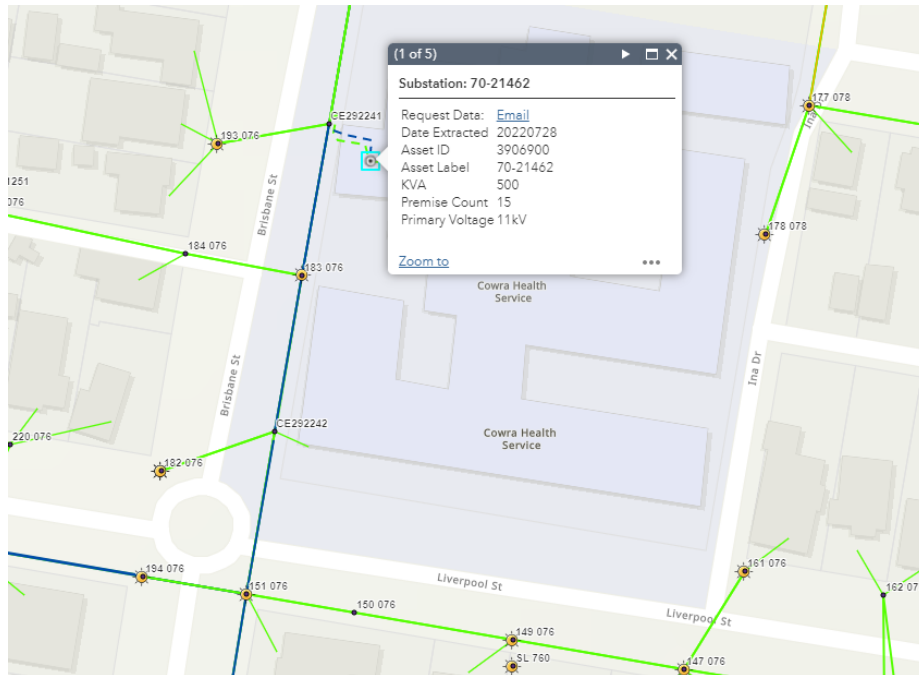 (1 of 5)
Substation: 70-21462
Request Data: Email
Date Extracted 20220728
Asset ID 3906900
Asset Label 70-21462
KVA 500
Premise Count 15
Primary Voltage 11kV
Zoom to
177 078
Ina
CE292241
193 076
1251
076
Brisbane St
184 076
178 078
183 076
Cowra Health
Service
Ina Dr
Brisbane St
CE292242
Cowra Health
Service
220 076
182 076
194 076
161 076
Liverpool St
151 076
162 07
150 076
Liverpool St
149 076
SL 760
147 076